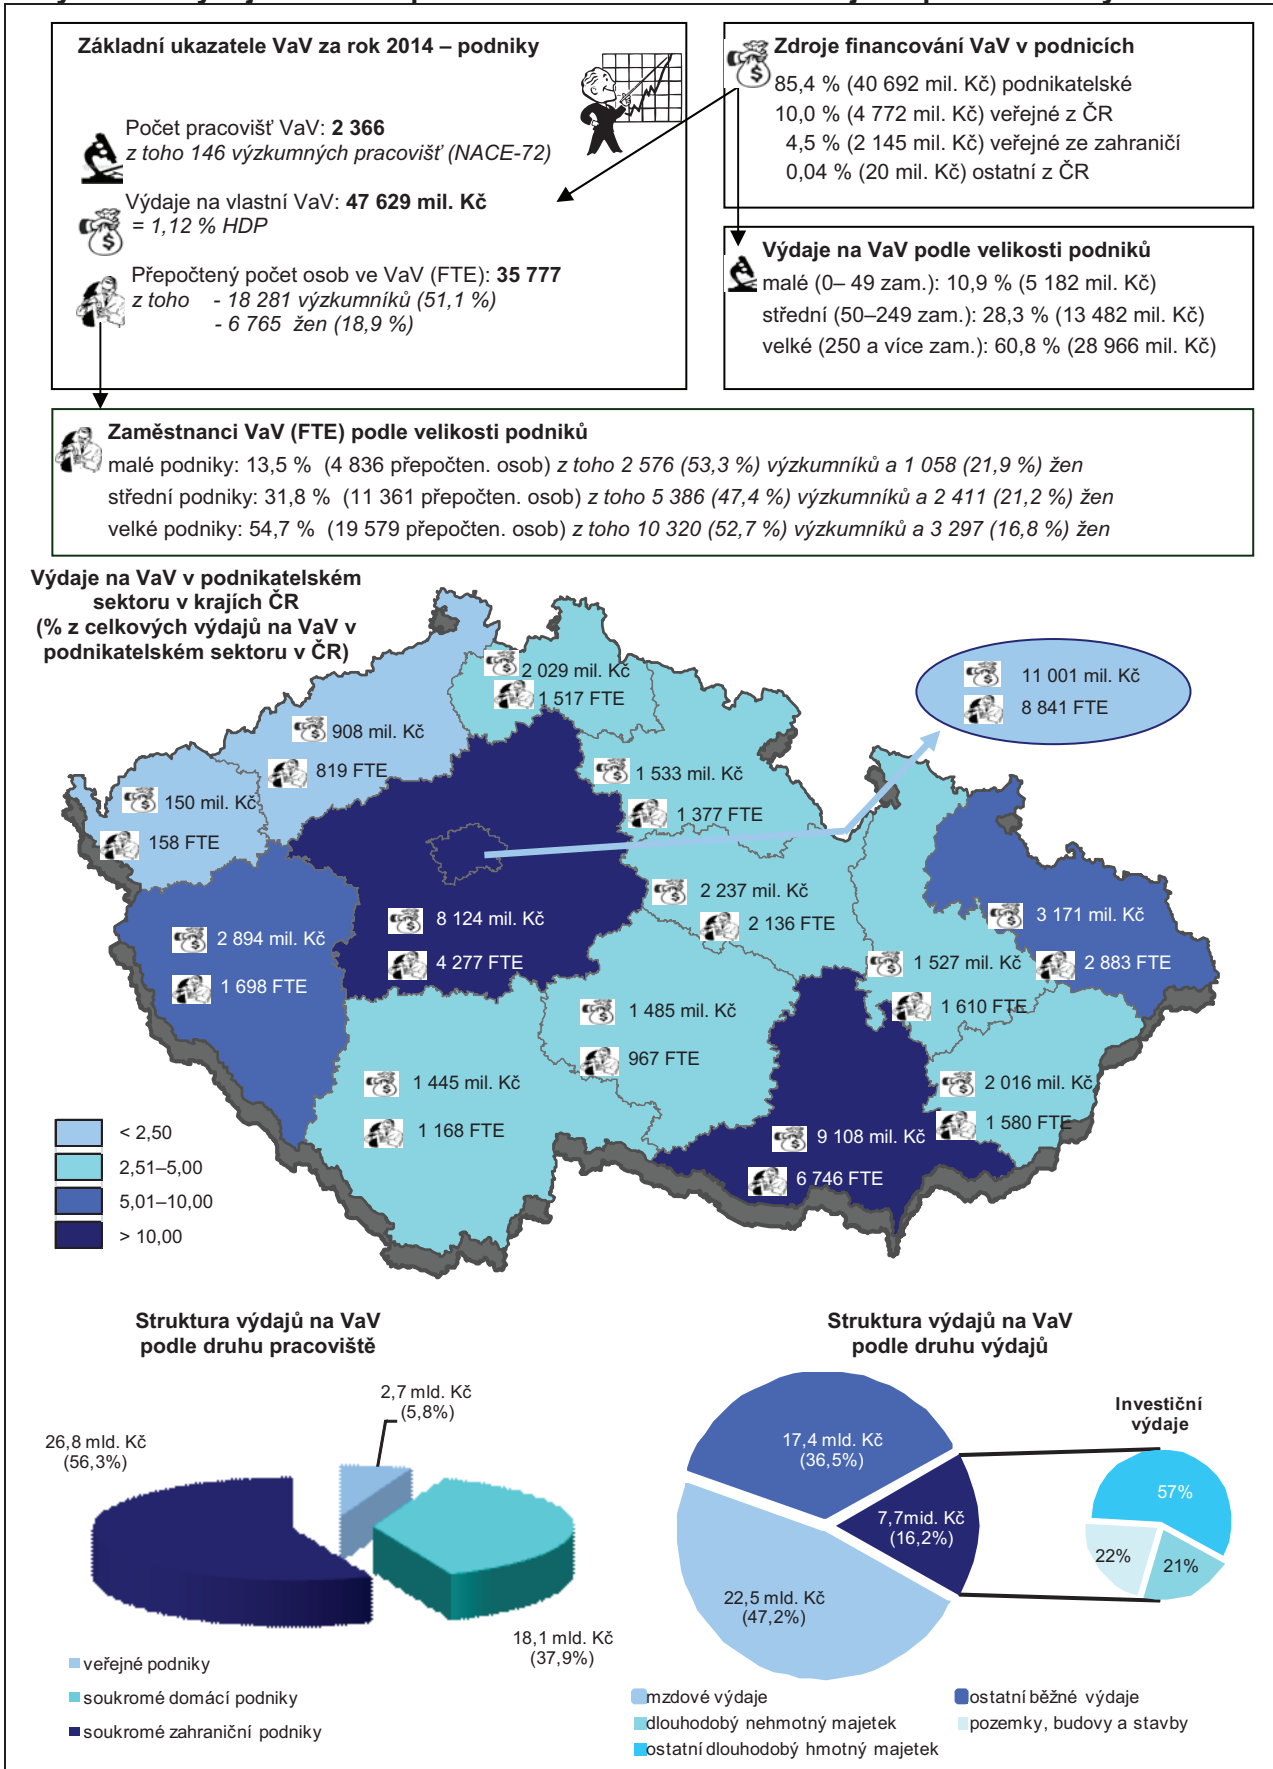 Základní ukazatele VaV za rok 2014 – podniky
Počet pracovišť VaV: 2 366
z toho 146 výzkumných pracovišť (NACE-72)
Výdaje na vlastní VaV: 47 629 mil. Kč
= 1,12 % HDP
Přepočtený počet osob ve VaV (FTE): 35 777
z toho - 18 281 výzkumníků (51,1 %)
- 6 765 žen (18,9 %)
Zdroje financování VaV v podnicích
85,4 % (40 692 mil. Kč) podnikatelské
10,0 % (4 772 mil. Kč) veřejné z ČR
4,5 % (2 145 mil. Kč) veřejné ze zahraničí
0,04 % (20 mil. Kč) ostatní z ČR
Výdaje na VaV podle velikosti podniků
malé (0– 49 zam.): 10,9 % (5 182 mil. Kč)
střední (50–249 zam.): 28,3 % (13 482 mil. Kč)
velké (250 a více zam.): 60,8 % (28 966 mil. Kč)
Zaměstnanci VaV (FTE) podle velikosti podniků
malé podniky: 13,5 % (4 836 přepočten. osob) z toho 2 576 (53,3 %) výzkumníků a 1 058 (21,9 %) žen
střední podniky: 31,8 % (11 361 přepočten. osob) z toho 5 386 (47,4 %) výzkumníků a 2 411 (21,2 %) žen
velké podniky: 54,7 % (19 579 přepočten. osob) z toho 10 320 (52,7 %) výzkumníků a 3 297 (16,8 %) žen
Výdaje na VaV v podnikatelském
sektoru v krajích ČR
(% z celkových výdajů na VaV v
podnikatelském sektoru v ČR)
2 029 mil. Kč
1 517 FTE
11 001 mil. Kč
8 841 FTE
908 mil. Kč
819 FTE
1 533 mil. Kč
1 377 FTE
150 mil. Kč
158 FTE
2 237 mil. Kč
2 136 FTE
8 124 mil. Kč
4 277 FTE
3 171 mil. Kč
2 883 FTE
2 894 mil. Kč
1 698 FTE
1 527 mil. Kč
1 610 FTE
1 485 mil. Kč
967 FTE
1 445 mil. Kč
1 168 FTE
2 016 mil. Kč
1 580 FTE
9 108 mil. Kč
6 746 FTE
< 2,50
2,51–5,00
5,01–10,00
> 10,00
Struktura výdajů na VaV
podle druhu pracoviště
2,7 mld. Kč
(5,8%)
26,8 mld. Kč
(56,3%)
18,1 mld. Kč
(37,9%)
veřejné podniky
soukromé domácí podniky
soukromé zahraniční podniky
Struktura výdajů na VaV
podle druhu výdajů
Investiční
výdaje
17,4 mld. Kč
(36,5%)
7,7mid. Kč
(16,2%)
22,5 mld. Kč
(47,2%)
57%
22%
21%
mzdové výdaje
ostatní běžné výdaje
dlouhodobý nehmotný majetek
pozemky, budovy a stavby
ostatní dlouhodobý hmotný majetek